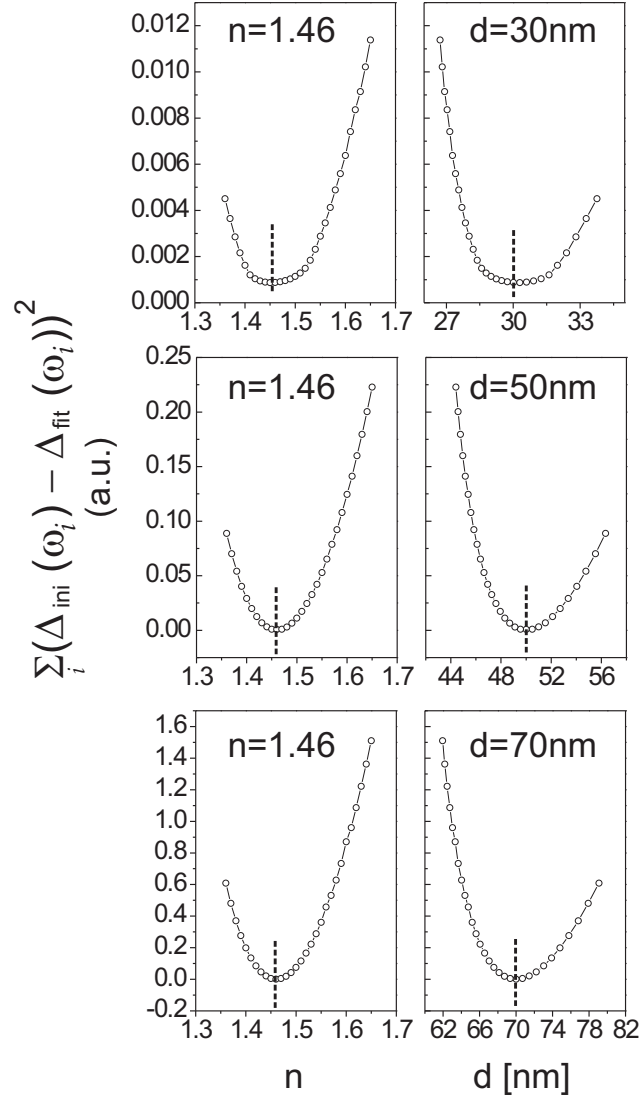 Σi(Δini (ωi) – Δfit (ωi))2
(a.u.)
n=1.46
d=30nm
0.012
0.010
0.008
0.006
0.004
0.002
0.000
1.3 1.4 1.5 1.6 1.7
27 30 33
n=1.46
d=50nm
0.25
0.20
0.15
0.10
0.05
0.00
1.3 1.4 1.5 1.6 1.7
44 48 52 56
n=1.46
d=70nm
1.6
1.4
1.2
1.0
0.8
0.6
0.4
0.2
0.0
-0.2
1.3 1.4 1.5 1.6 1.7
62 66 70 74 78 82
n
d [nm]